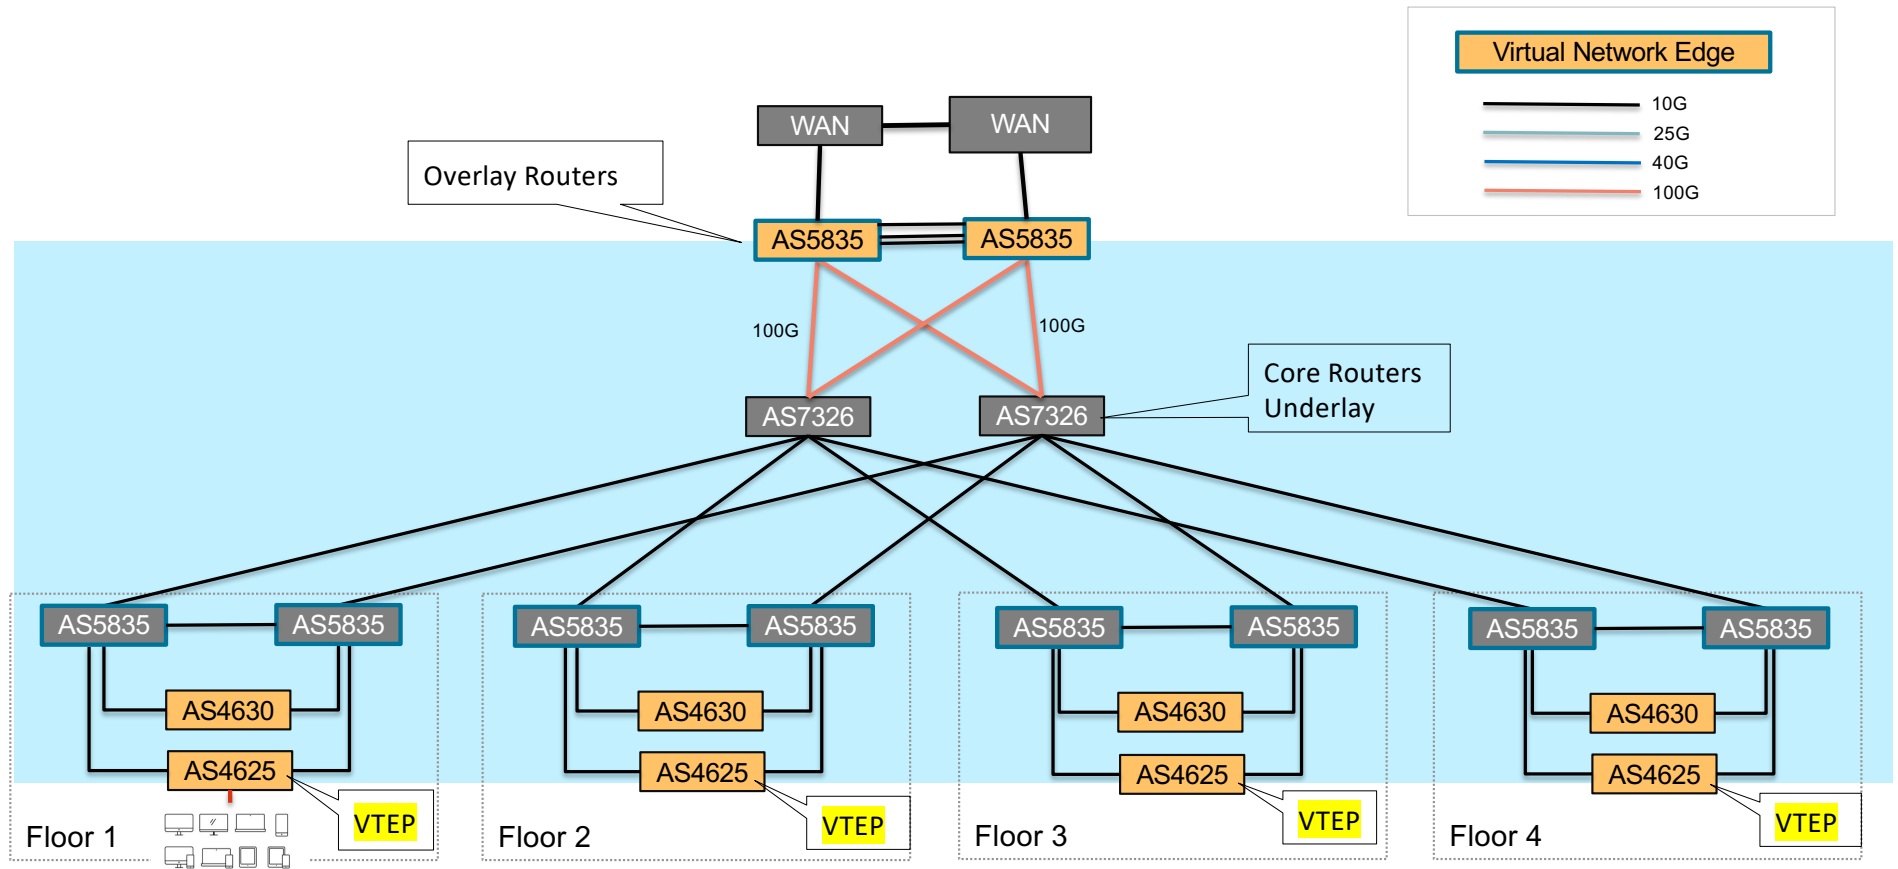 Virtual Network Edge
10G
25G
40G
100G
WAN
WAN
Overlay Routers
AS5835
AS5835
100G
100G
Core Routers
Underlay
AS7326
AS7326
AS5835
AS5835
AS5835
AS5835
AS5835
AS5835
AS5835
AS5835
AS4630
AS4630
AS4630
AS4630
AS4625
AS4625
AS4625
AS4625
VTEP
VTEP
VTEP
VTEP
Floor 1
Floor 2
Floor 3
Floor 4